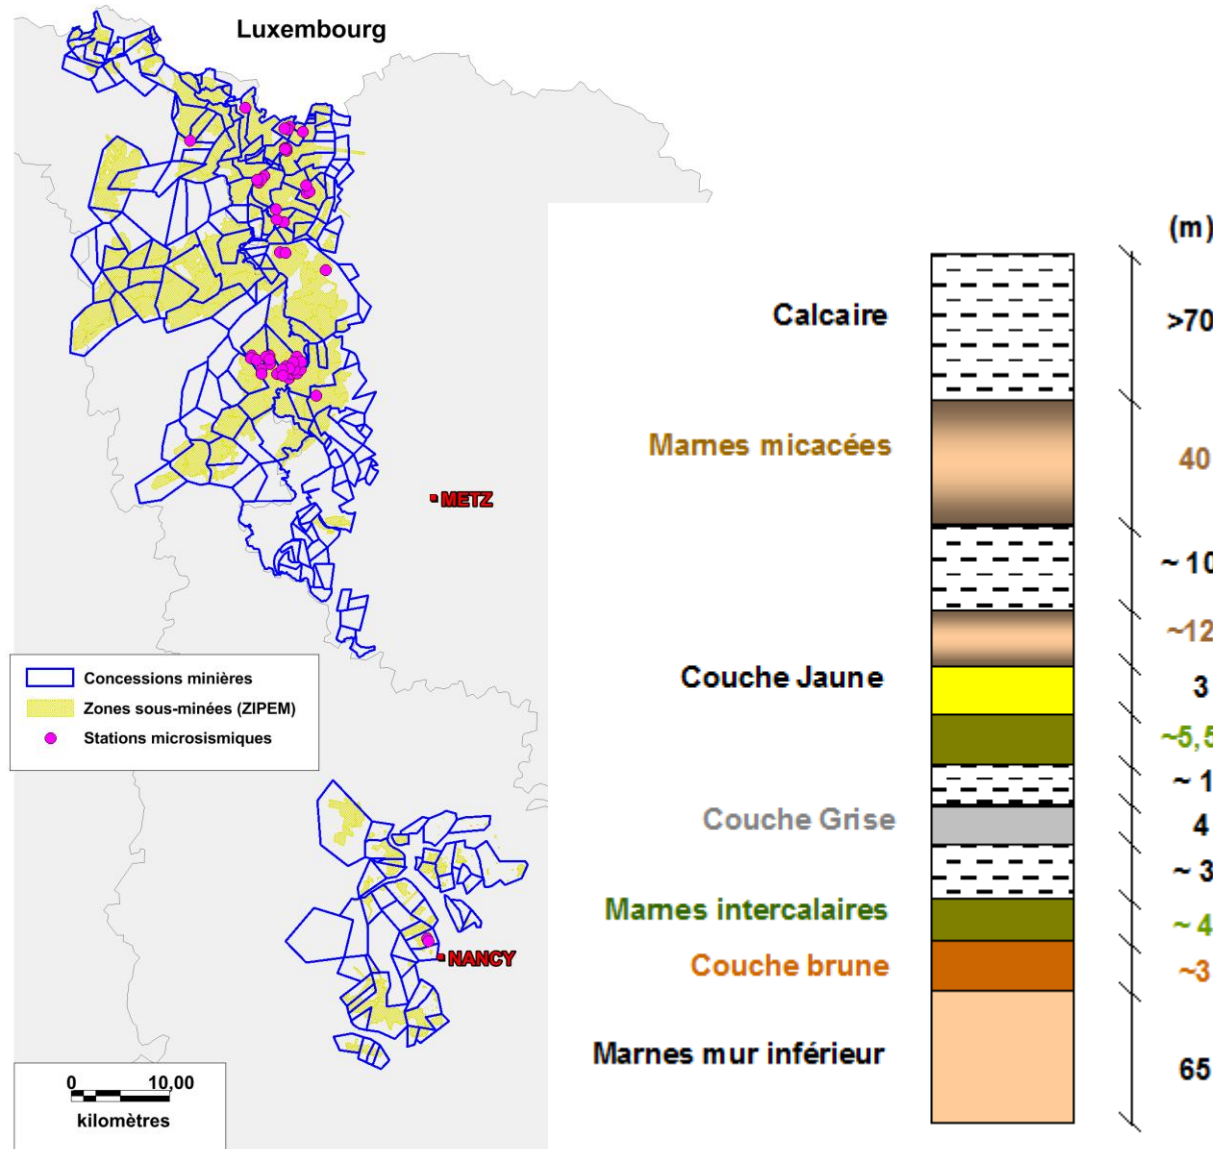 Luxembourg
METZ
Concessions minières
Zones sous-minées (ZIPEM)
Stations microsismiques
NANCY
0 10,00
kilomètres
(m)
Calcaire >70
Marnes micacées 40
~ 10
~12
Couche Jaune 3
~5,5
~ 1
Couche Grise 4
~ 3
Marnes intercalaires ~ 4
Couche brune ~3
Marnes mur inférieur 65